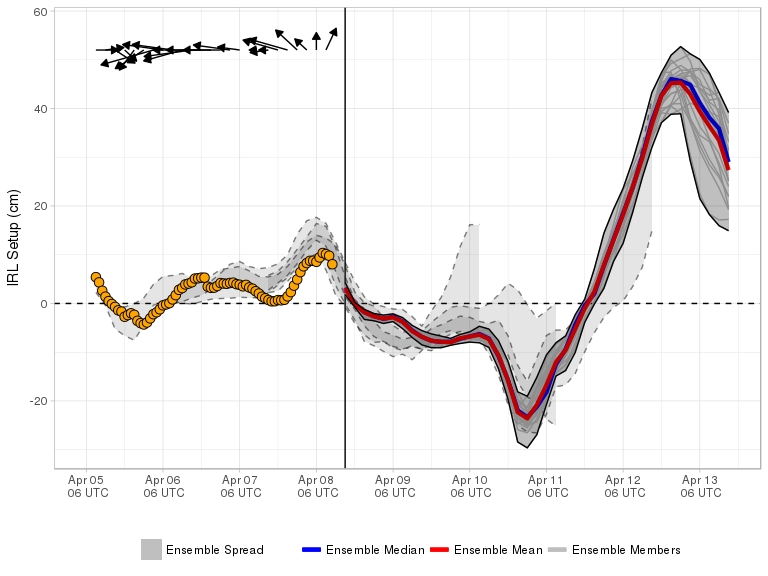 60
40
20
0
-20
IRL Setup (cm)
Apr 05 Apr 06 Apr 07 Apr 08 Apr 09 Apr 10 Apr 11 Apr 12 Apr 13
06 UTC 06 UTC 06 UTC 06 UTC 06 UTC 06 UTC 06 UTC 06 UTC 06 UTC
Ensemble Spread Ensemble Median Ensemble Mean Ensemble Members